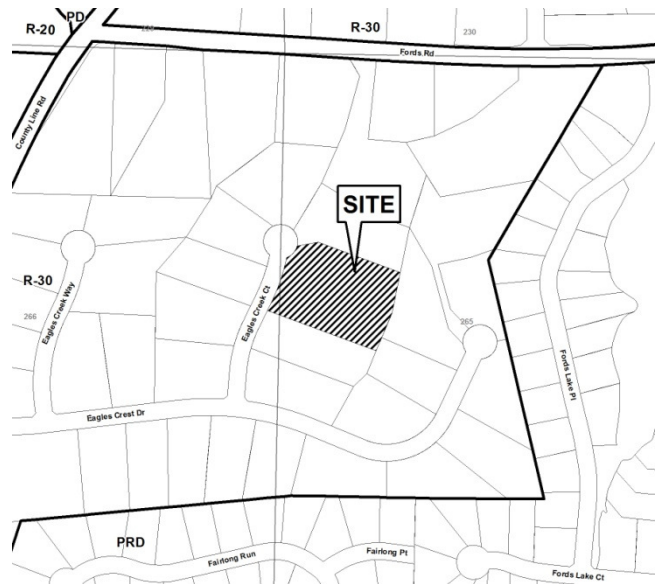 PD
R-20
R-30
230
Fords Rd
County Line Rd
SITE
R-30
266
Eagles Creek Way
Eagles Creek Ct
265
Fords Lake Pl
Eagles Crest Dr
PRD
Fairlong Run
Fairlong Pt
Fords Lake Ct